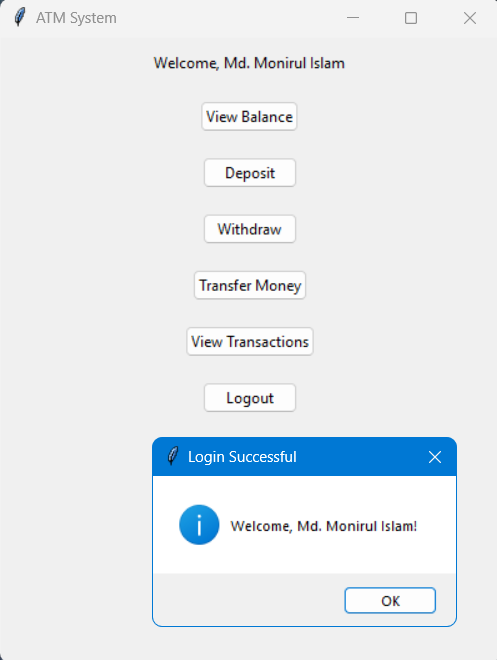 ATM System
Welcome, Md. Monirul Islam
View Balance
Deposit
Withdraw
Transfer Money
View Transactions
Logout
Login Successful
Welcome, Md. Monirul Islam!
OK